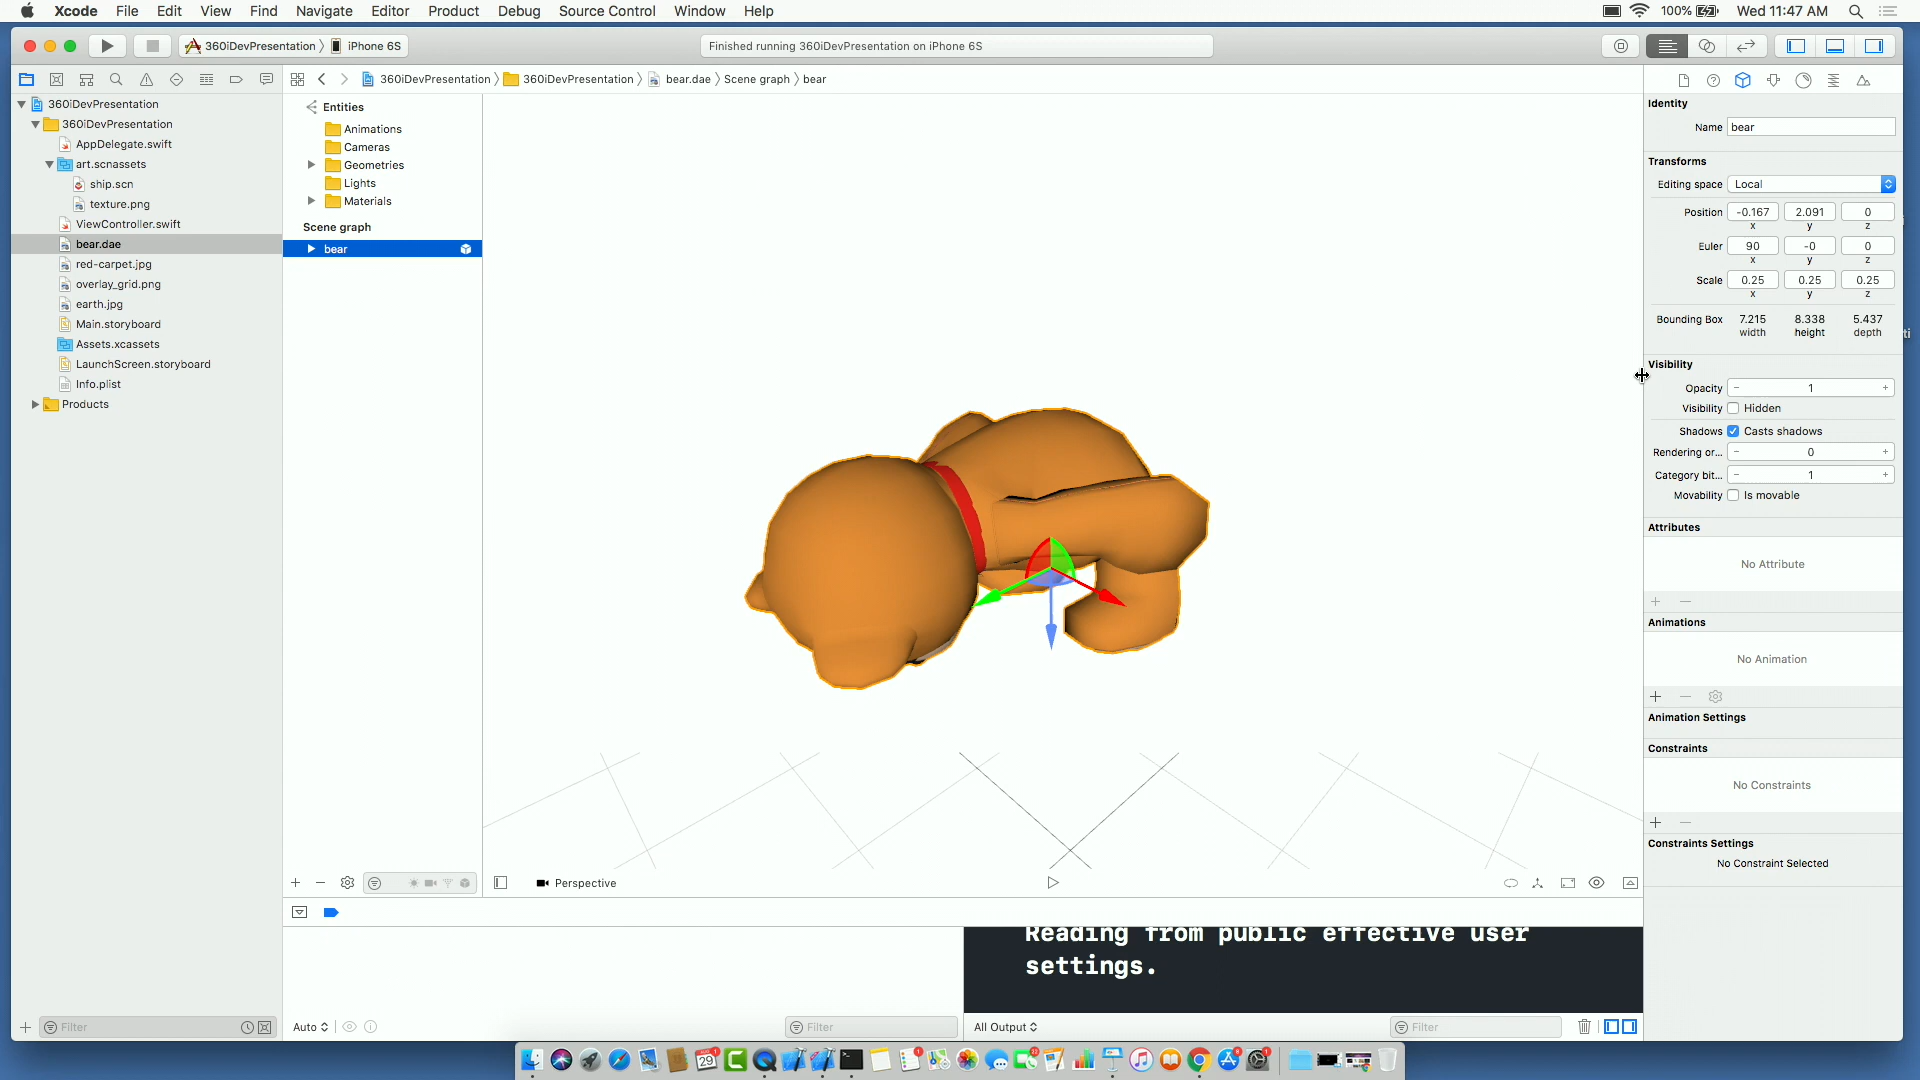 Xcode File Edit View Find Navigate Editor Product Debug Source Control Window Help 100% Wed 11:47 AM
360iDevPresentation iPhone 6S Finished running 360iDevPresentation on iPhone 6S
360iDevPresentation 360iDevPresentation bear.dae Scene graph bear
360iDevPresentation
360iDevPresentation
AppDelegate.swift
art.scnassets
ship.scn
texture.png
ViewController.swift
bear.dae
red-carpet.jpg
overlay_grid.png
earth.jpg
Main.storyboard
Assets.xcassets
LaunchScreen.storyboard
Info.plist
Products
Filter
Entities
Animations
Cameras
Geometries
Lights
Materials
Scene graph
bear
Perspective
Auto
Filter
Reading from public effective user
settings.
All Output
Filter
Identity
Name bear
Transforms
Editing space Local
Position -0.167 2.091 0
x y z
Euler 90 -0 0
x y z
Scale 0.25 0.25 0.25
x y z
Bounding Box 7.215 8.338 5.437
width height depth
Visibility
Opacity 1
Visibility Hidden
Shadows Casts shadows
Rendering or... 0
Category bit... 1
Movability Is movable
Attributes
No Attribute
Animations
No Animation
Animation Settings
Constraints
No Constraints
Constraints Settings
No Constraint Selected
29